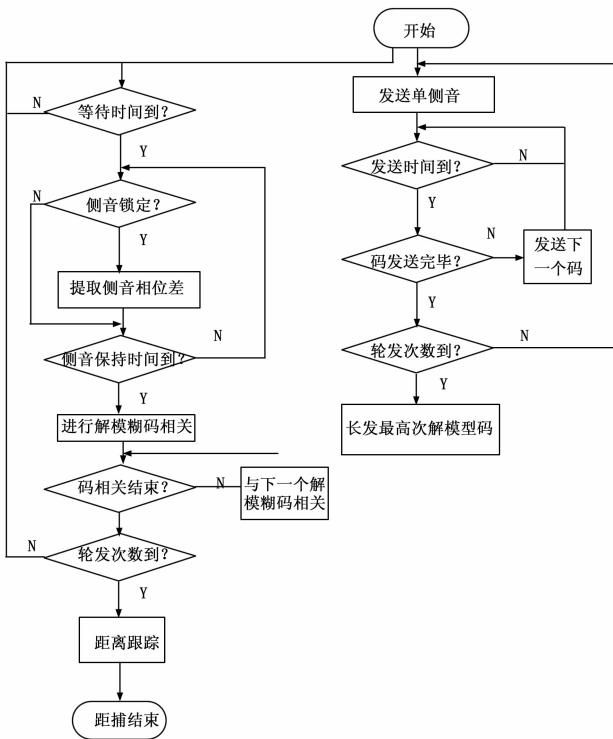 开始
等待时间到?
N
Y
侧音锁定?
N
Y
提取侧音相位差
侧音保持时间到?
N
Y
进行解模糊码相关
码相关结束?
N
与下一个解
模糊码相关
轮发次数到?
N
Y
距离跟踪
距捕结束
发送单侧音
发送时间到?
N
Y
码发送完毕?
N
发送下
一个码
Y
轮发次数到?
N
Y
长发最高次解模型码